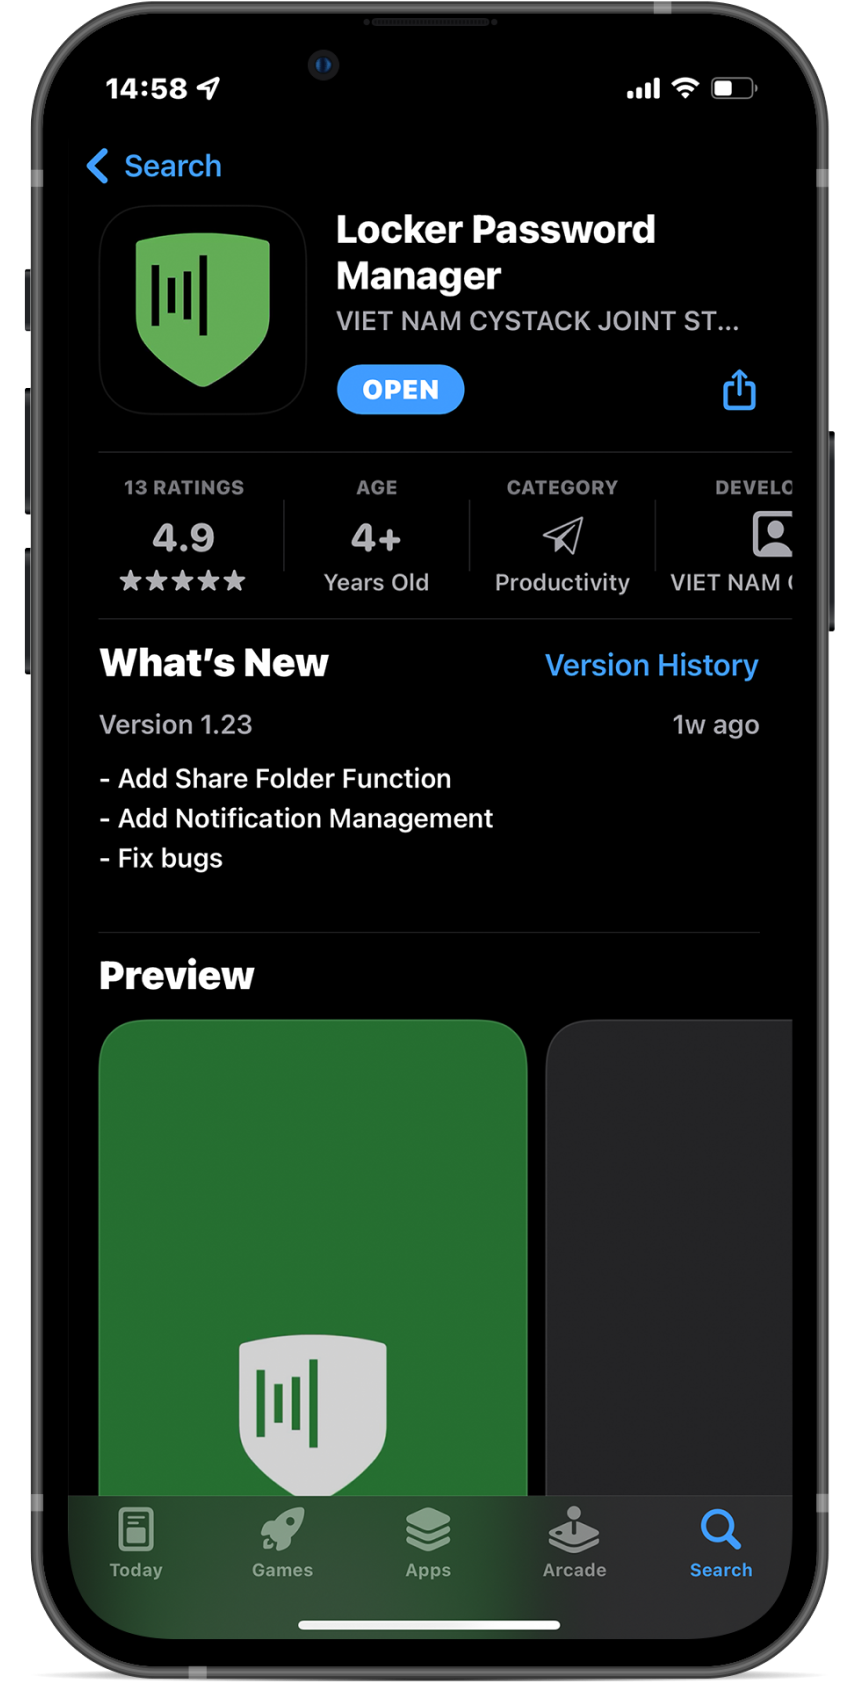 14:58
Search
Locker Password
Manager
VIET NAM CYSTACK JOINT ST...
OPEN
13 RATINGS
4.9
AGE
4+
Years Old
CATEGORY
Productivity
DEVELO
VIET NAM
What's New
Version History
Version 1.23
1w ago
- Add Share Folder Function
- Add Notification Management
- Fix bugs
Preview
Today
Games
Apps
Arcade
Search